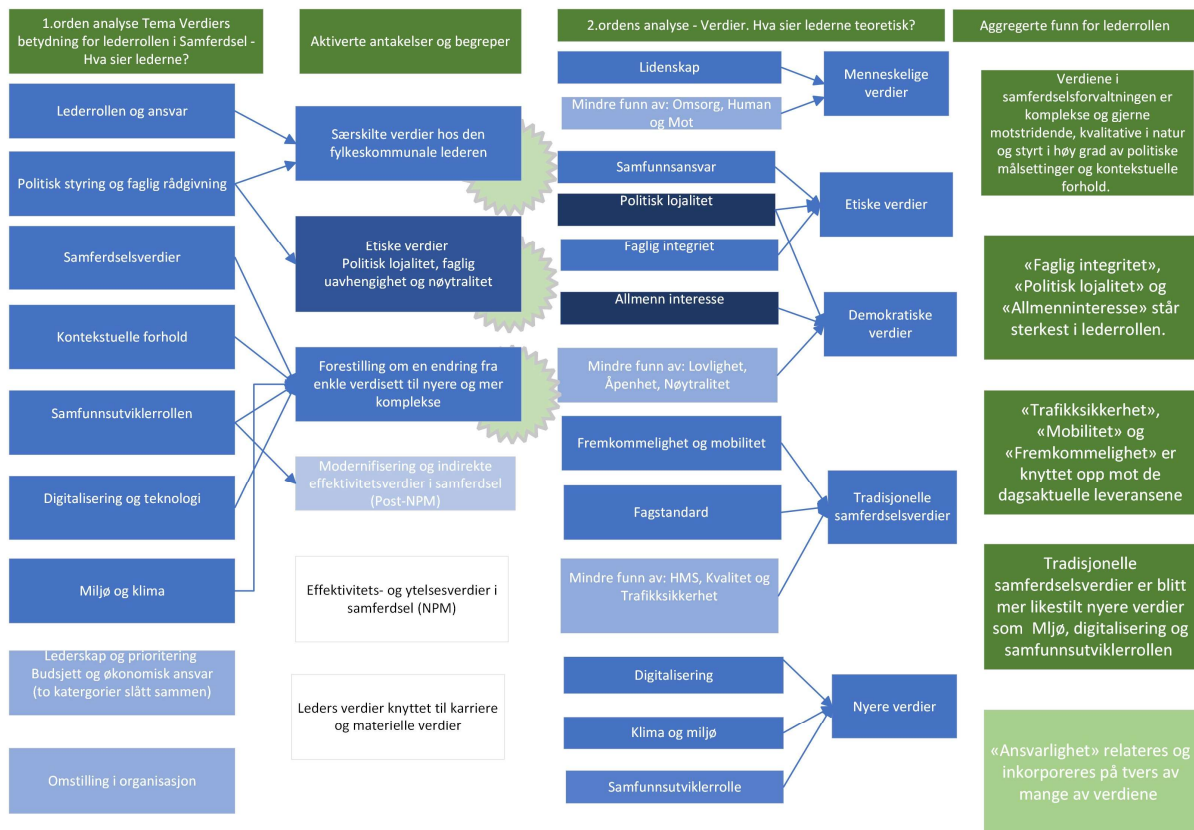 1.orden analyse Tema Verdiers
betydning for lederrollen i Samferdsel -
Hva sier lederne?
Lederrollen og ansvar
Politisk styring og faglig rådgivning
Samferdselsverdier
Kontekstuelle forhold
Samfunnsutviklerrollen
Digitalisering og teknologi
Miljø og klima
Lederskap og prioritering
Budsjett og økonomisk ansvar
(to katergorier slått sammen)
Omstilling i organisasjon
Aktiverte antakelser og begreper
Særskilte verdier hos den
fylkeskommunale lederen
Etiske verdier
Politisk lojalitet, faglig
uavhengighet og nøytralitet
Forestilling om en endring fra
enkle verdisett til nyere og mer
komplekse
Modernifisering og indirekte
effektivitetsverdier i samferdsel
(Post-NPM)
Effektivitets- og ytelsesverdier i
samferdsel (NPM)
Leders verdier knyttet til karriere
og materielle verdier
2.ordens analyse - Verdier. Hva sier lederne teoretisk?
Lidenskap
Mindre funn av: Omsorg, Human
og Mot
Menneskelige
verdier
Samfunnsansvar
Politisk lojalitet
Faglig integriet
Etiske verdier
Allmenn interesse
Mindre funn av: Lovlighet,
Åpenhet, Nøytralitet
Demokratiske
verdier
Fremkommelighet og mobilitet
Fagstandard
Mindre funn av: HMS, Kvalitet og
Trafikksikkerhet
Tradisjonelle
samferdselsverdier
Digitalisering
Klima og miljø
Samfunnsutviklerrolle
Nyere verdier
Aggregerte funn for lederrollen
Verdiene i
samferdselsforvaltningen er
komplekse og gjerne
motstridende, kvalitative i natur
og styrt i høy grad av politiske
målsettinger og kontekstuelle
forhold.
«Faglig integritet»,
«Politisk lojalitet» og
«Allmenninteresse» står
sterkest i lederrollen.
«Trafikksikkerhet»,
«Mobilitet» og
«Fremkommelighet» er
knyttet opp mot de
dagsaktuelle leveransene
Tradisjonelle
samferdselsverdier er blitt
mer likestilt nyere verdier
som Mljø, digitalisering og
samfunnsutviklerrollen
«Ansvarlighet» relateres og
inkorporeres på tvers av
mange av verdiene